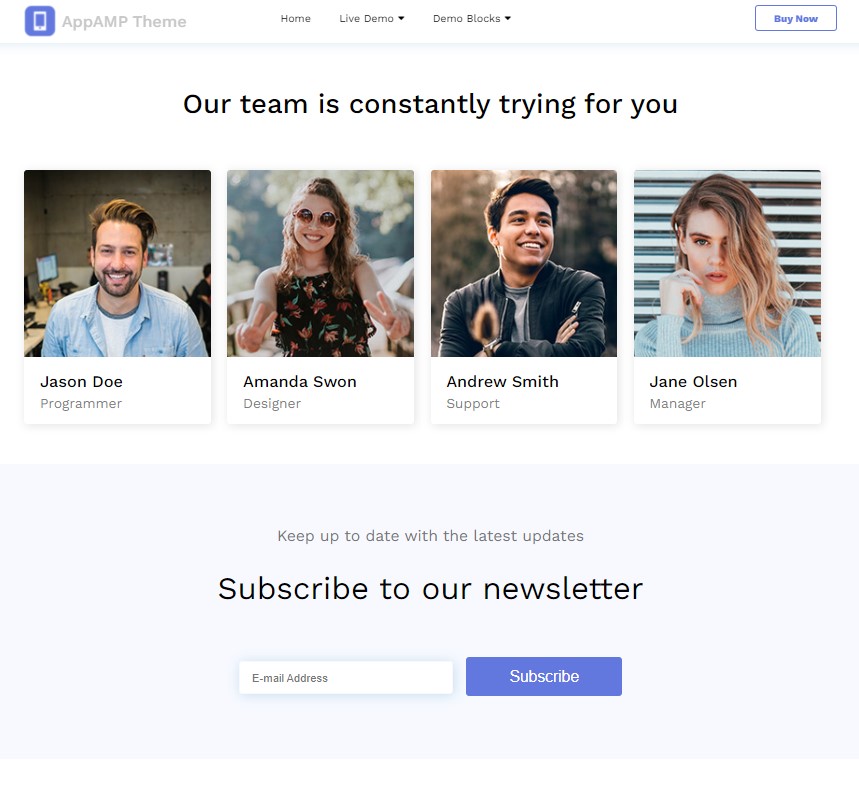 AppAMP Theme
Home
Live Demo
Demo Blocks
Buy Now
Our team is constantly trying for you
Jason Doe
Programmer
Amanda Swon
Designer
Andrew Smith
Support
Jane Olsen
Manager
Keep up to date with the latest updates
Subscribe to our newsletter
E-mail Address
Subscribe